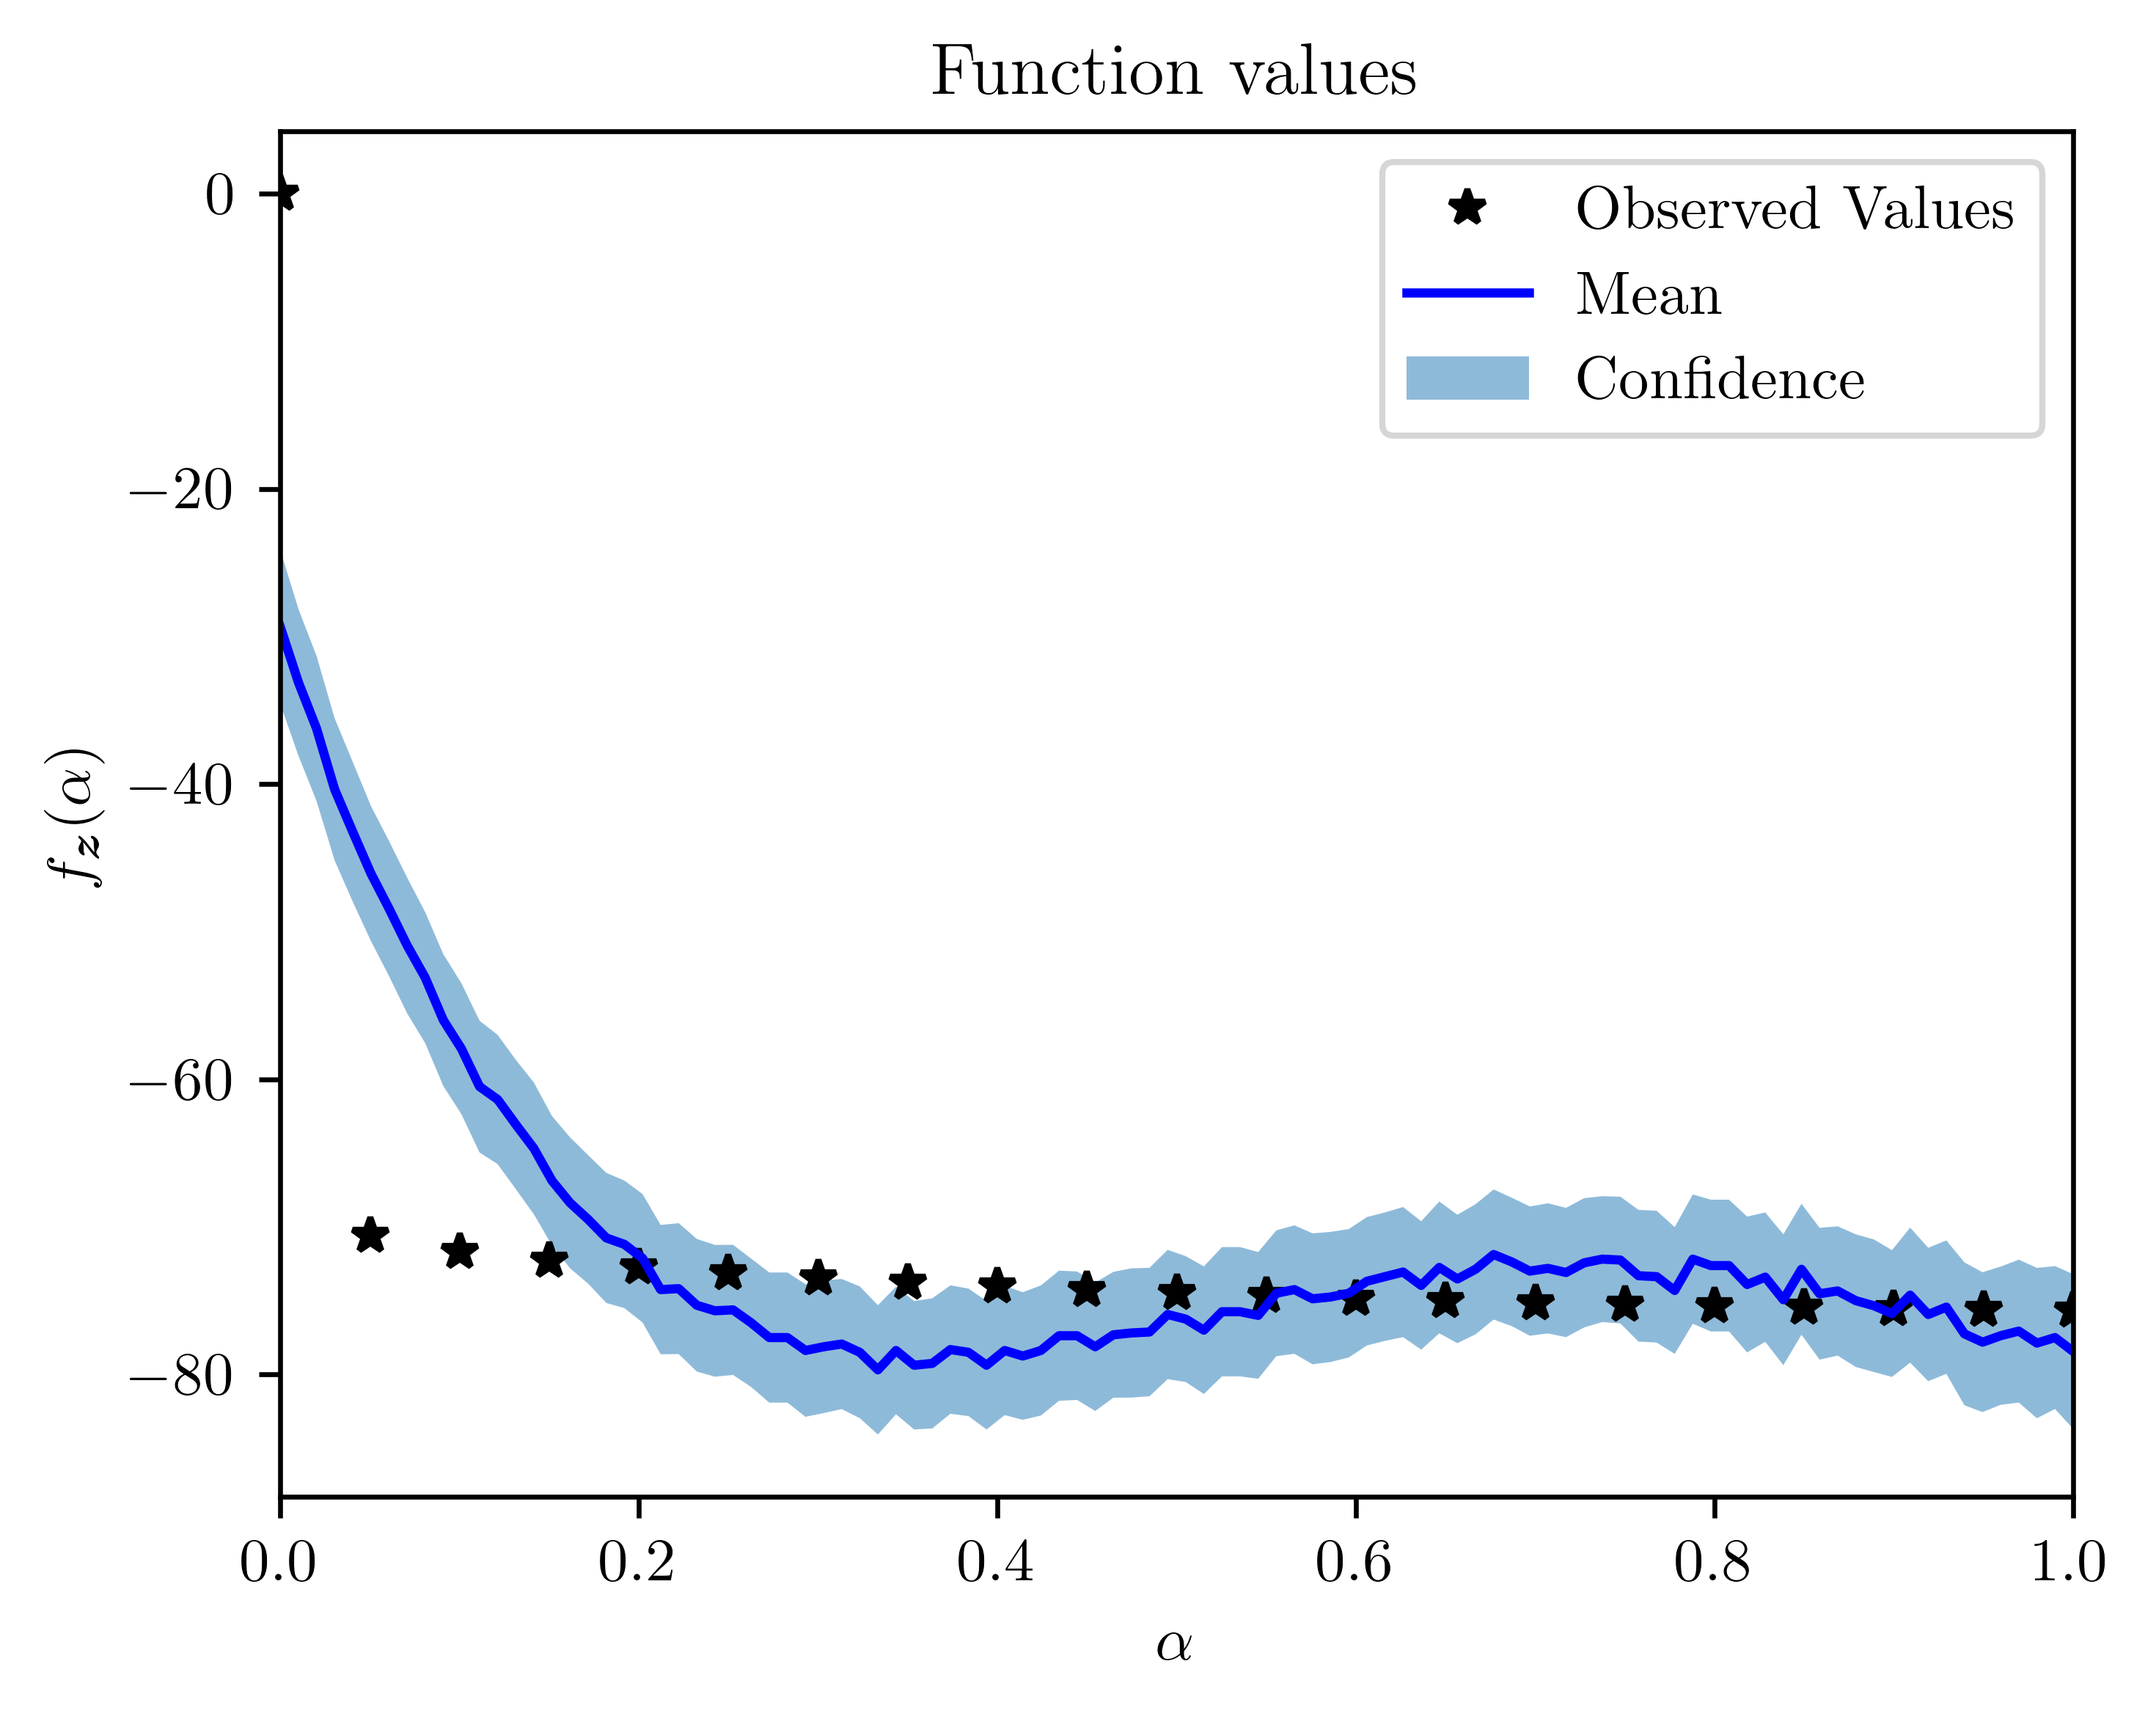 Function values
0
−20
−40
−60
−80
f_z(α)
Observed Values
Mean
Confidence
0.0 0.2 0.4 0.6 0.8 1.0
α